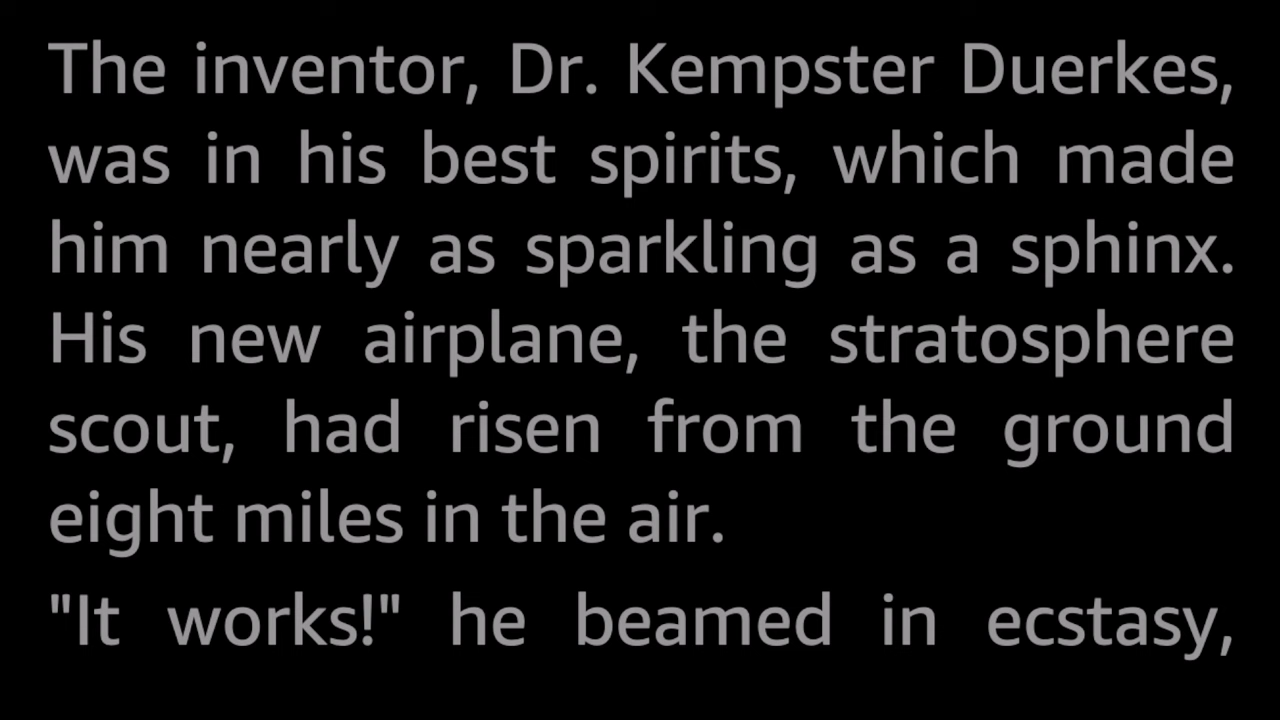 The inventor, Dr. Kempster Duerkes,
was in his best spirits, which made
him nearly as sparkling as a sphinx.
His new airplane, the stratosphere
scout, had risen from the ground
eight miles in the air.
"It works!" he beamed in ecstasy,